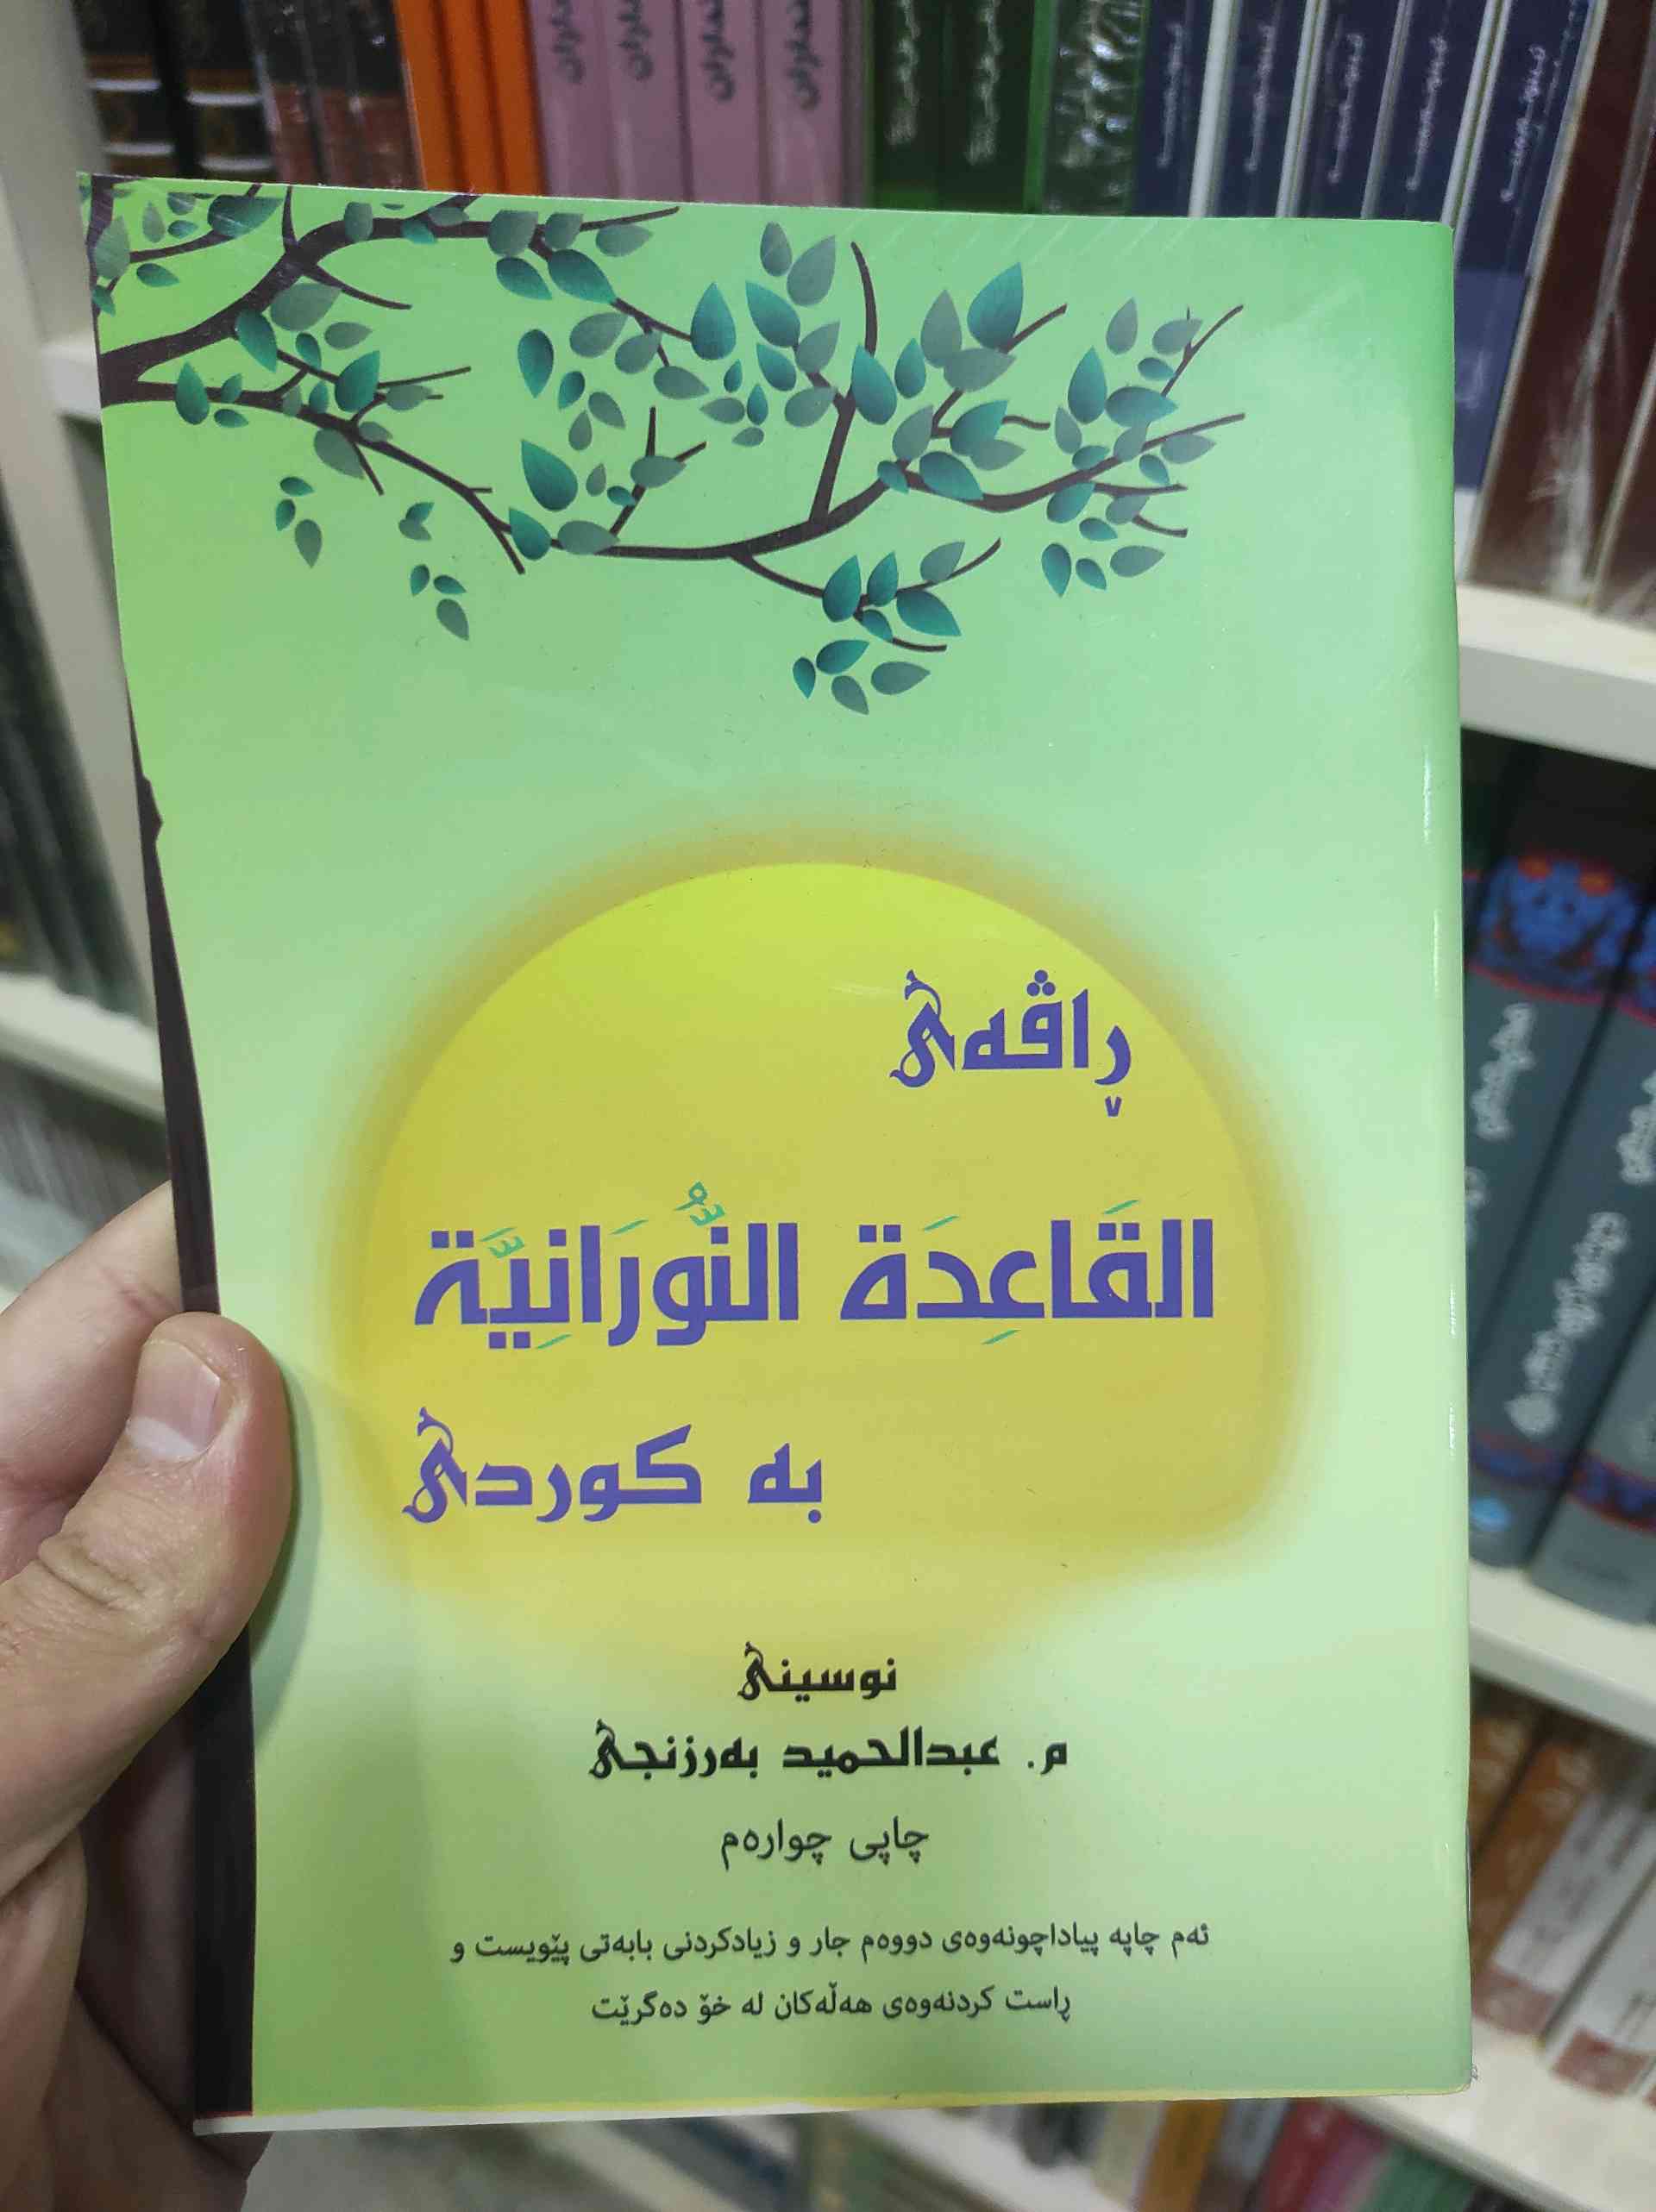 ڕاڤەی
القَاعِدَة النُّورَانِيَّة
بە کوردی
نوسینی
م. عبدالحمید بەرزنجی
چاپی چوارەم
ئەم چاپە پیاداچونەوەی دووەم جار و زیادکردنی بابەتی پێویست و
ڕاست کردنەوەی هەڵەکان لە خۆ دەگرێت